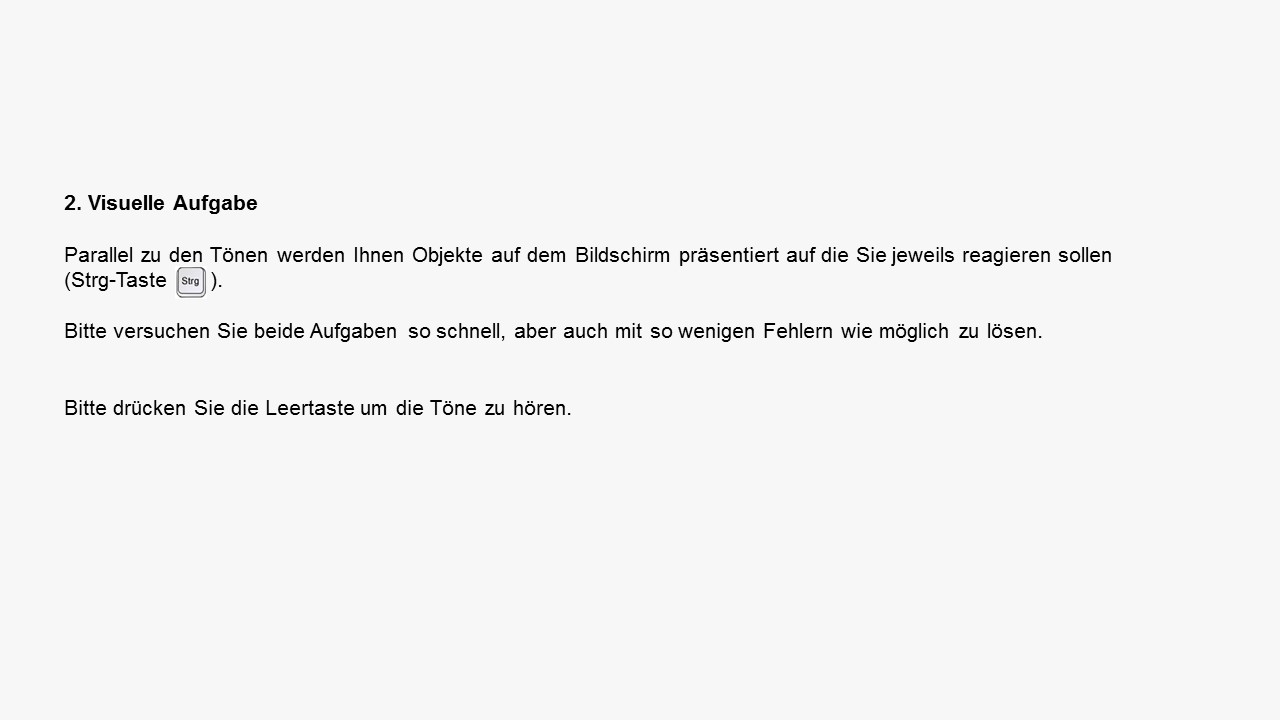 2. Visuelle Aufgabe
Parallel zu den Tönen werden Ihnen Objekte auf dem Bildschirm präsentiert auf die Sie jeweils reagieren sollen
(Strg-Taste Strg ).
Bitte versuchen Sie beide Aufgaben so schnell, aber auch mit so wenigen Fehlern wie möglich zu lösen.
Bitte drücken Sie die Leertaste um die Töne zu hören.